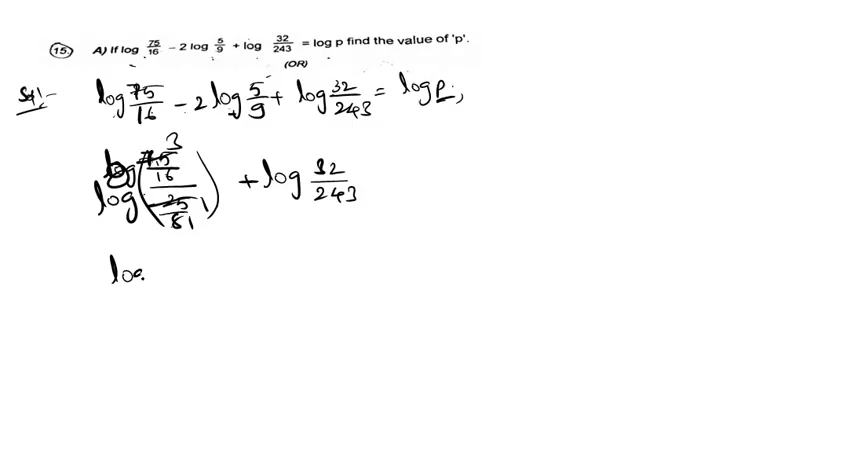 15. A) If log 75/16 − 2 log 5/9 + log 32/243 = log p find the value of 'p'.
(OR)
Sol:- log 75/16 − 2 log 5/9 + log 32/243 = log p,
log((75/16)/(25/81)) + log 32/243
log